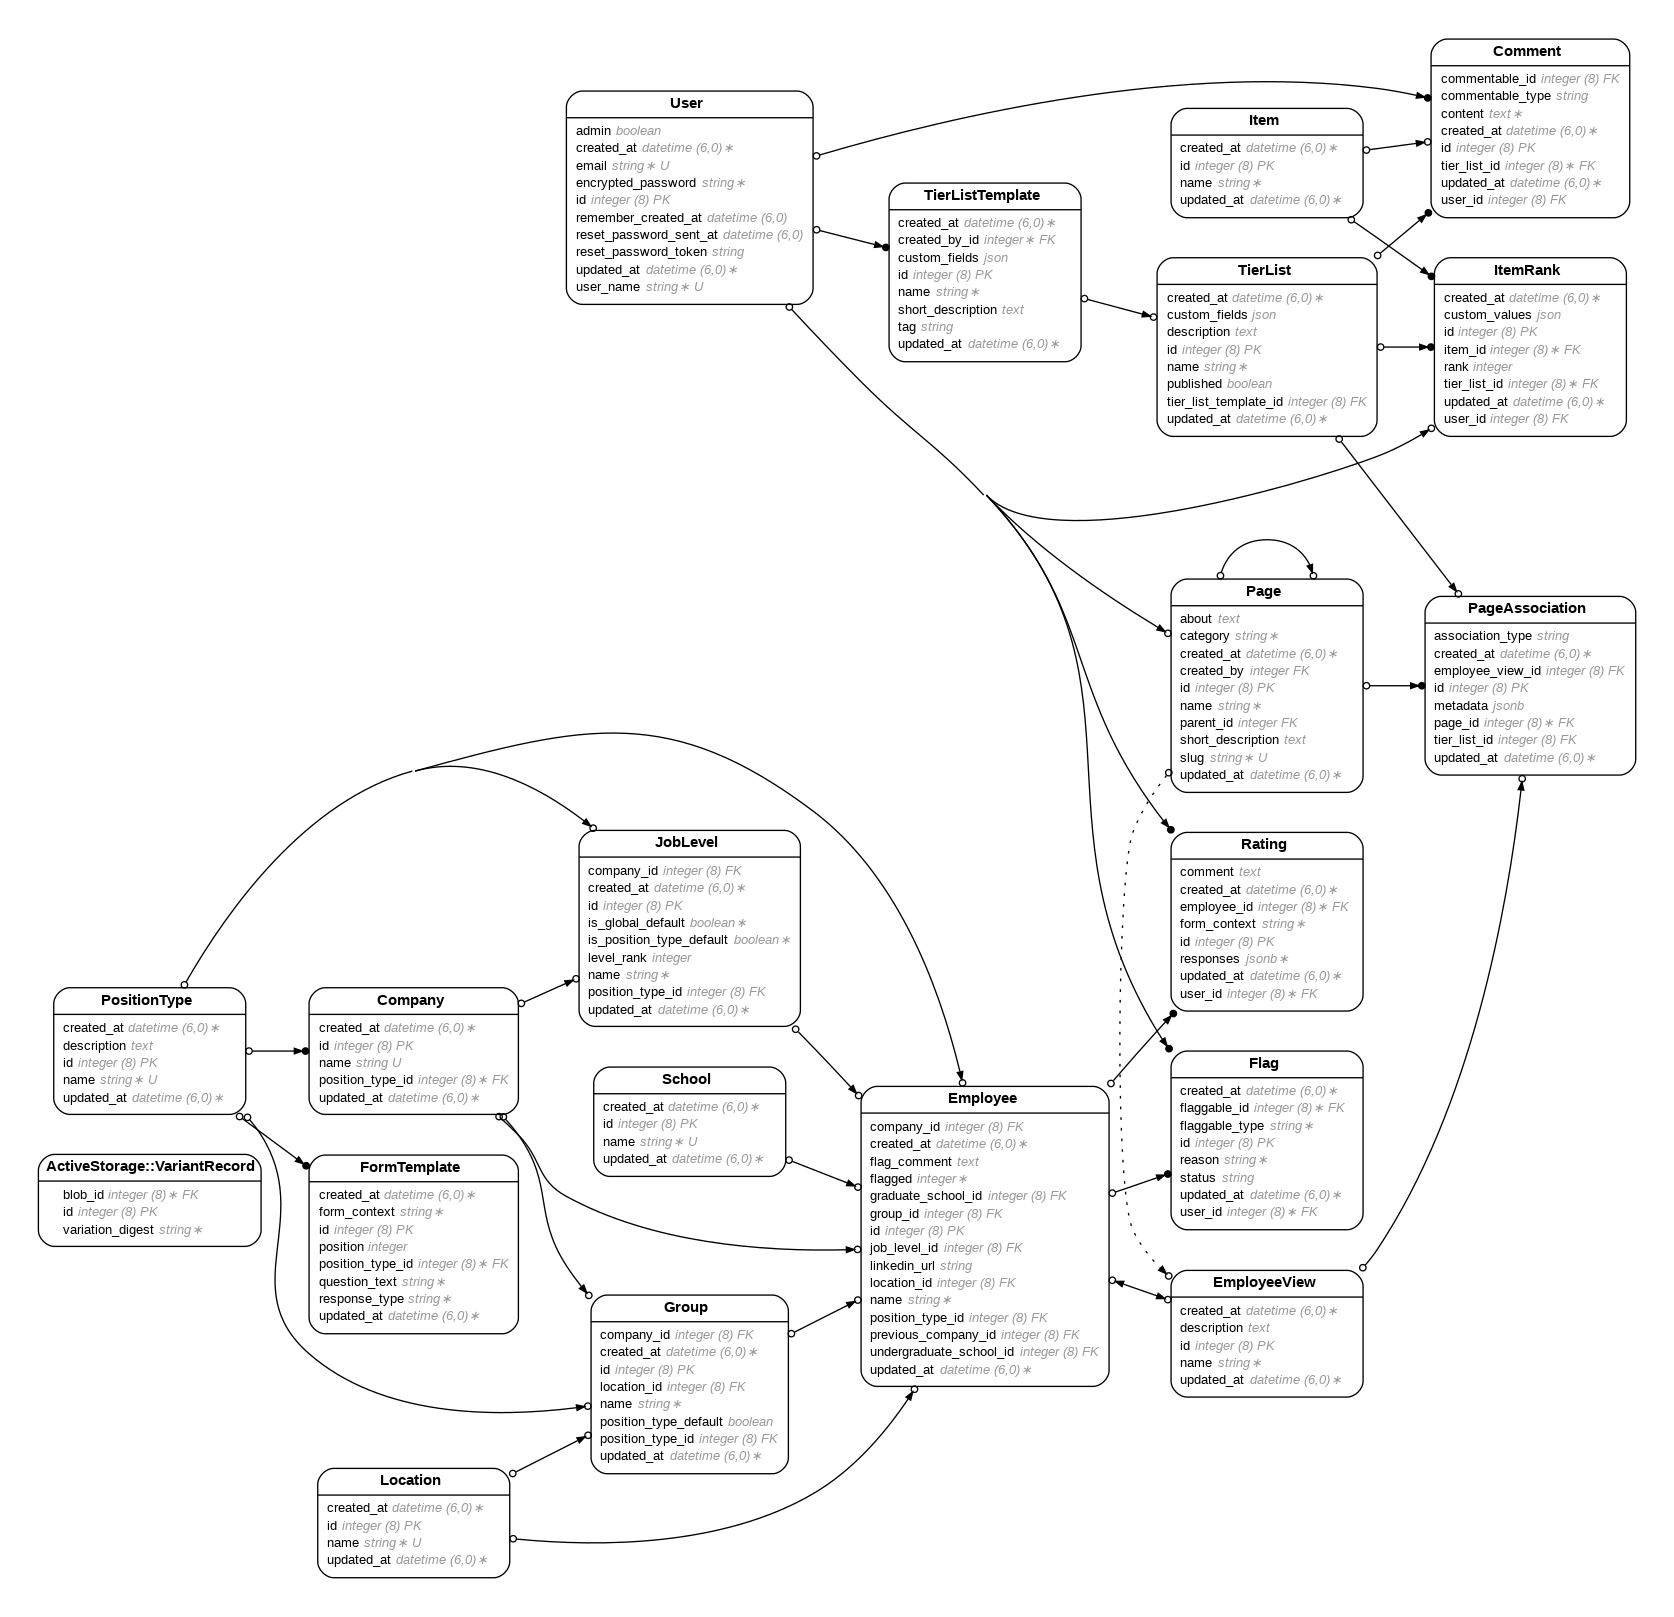 User
admin boolean
created_at datetime (6,0)∗
email string∗ U
encrypted_password string∗
id integer (8) PK
remember_created_at datetime (6,0)
reset_password_sent_at datetime (6,0)
reset_password_token string
updated_at datetime (6,0)∗
user_name string∗ U
TierListTemplate
created_at datetime (6,0)∗
created_by_id integer∗ FK
custom_fields json
id integer (8) PK
name string∗
short_description text
tag string
updated_at datetime (6,0)∗
Item
created_at datetime (6,0)∗
id integer (8) PK
name string∗
updated_at datetime (6,0)∗
Comment
commentable_id integer (8) FK
commentable_type string
content text∗
created_at datetime (6,0)∗
id integer (8) PK
tier_list_id integer (8)∗ FK
updated_at datetime (6,0)∗
user_id integer (8) FK
TierList
created_at datetime (6,0)∗
custom_fields json
description text
id integer (8) PK
name string∗
published boolean
tier_list_template_id integer (8) FK
updated_at datetime (6,0)∗
ItemRank
created_at datetime (6,0)∗
custom_values json
id integer (8) PK
item_id integer (8)∗ FK
rank integer
tier_list_id integer (8)∗ FK
updated_at datetime (6,0)∗
user_id integer (8) FK
Page
about text
category string∗
created_at datetime (6,0)∗
created_by integer FK
id integer (8) PK
name string∗
parent_id integer FK
short_description text
slug string∗ U
updated_at datetime (6,0)∗
PageAssociation
association_type string
created_at datetime (6,0)∗
employee_view_id integer (8) FK
id integer (8) PK
metadata jsonb
page_id integer (8)∗ FK
tier_list_id integer (8) FK
updated_at datetime (6,0)∗
JobLevel
company_id integer (8) FK
created_at datetime (6,0)∗
id integer (8) PK
is_global_default boolean∗
is_position_type_default boolean∗
level_rank integer
name string∗
position_type_id integer (8) FK
updated_at datetime (6,0)∗
Rating
comment text
created_at datetime (6,0)∗
employee_id integer (8)∗ FK
form_context string∗
id integer (8) PK
responses jsonb∗
updated_at datetime (6,0)∗
user_id integer (8)∗ FK
PositionType
created_at datetime (6,0)∗
description text
id integer (8) PK
name string∗ U
updated_at datetime (6,0)∗
Company
created_at datetime (6,0)∗
id integer (8) PK
name string U
position_type_id integer (8)∗ FK
updated_at datetime (6,0)∗
School
created_at datetime (6,0)∗
id integer (8) PK
name string∗ U
updated_at datetime (6,0)∗
Employee
company_id integer (8) FK
created_at datetime (6,0)∗
flag_comment text
flagged integer∗
graduate_school_id integer (8) FK
group_id integer (8) FK
id integer (8) PK
job_level_id integer (8) FK
linkedin_url string
location_id integer (8) FK
name string∗
position_type_id integer (8) FK
previous_company_id integer (8) FK
undergraduate_school_id integer (8) FK
updated_at datetime (6,0)∗
Flag
created_at datetime (6,0)∗
flaggable_id integer (8)∗ FK
flaggable_type string∗
id integer (8) PK
reason string∗
status string
updated_at datetime (6,0)∗
user_id integer (8)∗ FK
ActiveStorage::VariantRecord
blob_id integer (8)∗ FK
id integer (8) PK
variation_digest string∗
FormTemplate
created_at datetime (6,0)∗
form_context string∗
id integer (8) PK
position integer
position_type_id integer (8)∗ FK
question_text string∗
response_type string∗
updated_at datetime (6,0)∗
Group
company_id integer (8) FK
created_at datetime (6,0)∗
id integer (8) PK
location_id integer (8) FK
name string∗
position_type_default boolean
position_type_id integer (8) FK
updated_at datetime (6,0)∗
EmployeeView
created_at datetime (6,0)∗
description text
id integer (8) PK
name string∗
updated_at datetime (6,0)∗
Location
created_at datetime (6,0)∗
id integer (8) PK
name string∗ U
updated_at datetime (6,0)∗